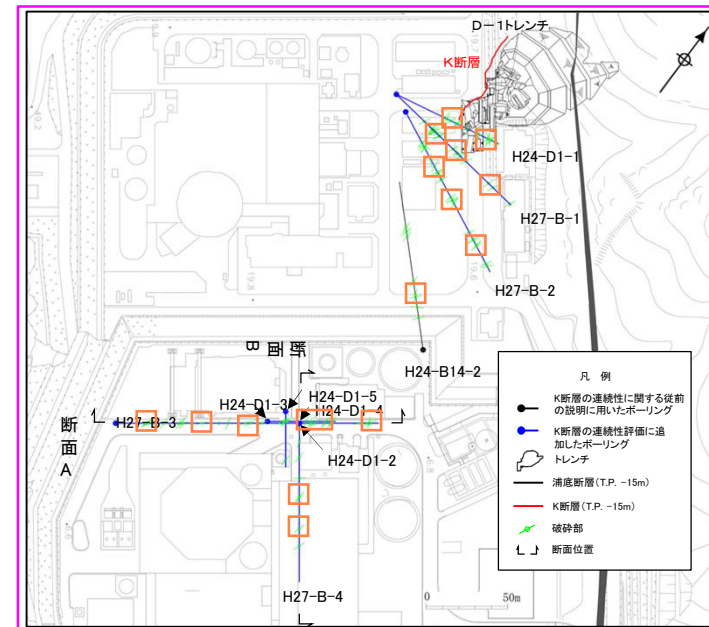 D-1トレンチ
K断層
H24-D1-1
H27-B-1
19.6
H27-B-2
19.8
H24-B14-2
断面
B
H24-D1-5
H24-D1-3
H24-D1-4
H27-B-3
断面
A
H24-D1-2
H27-B-4
0 50m
凡 例
K断層の連続性に関する従前
の説明に用いたボーリング
K断層の連続性評価に追
加したボーリング
トレンチ
浦底断層(T.P. -15m)
K断層(T.P. -15m)
破砕部
断面位置